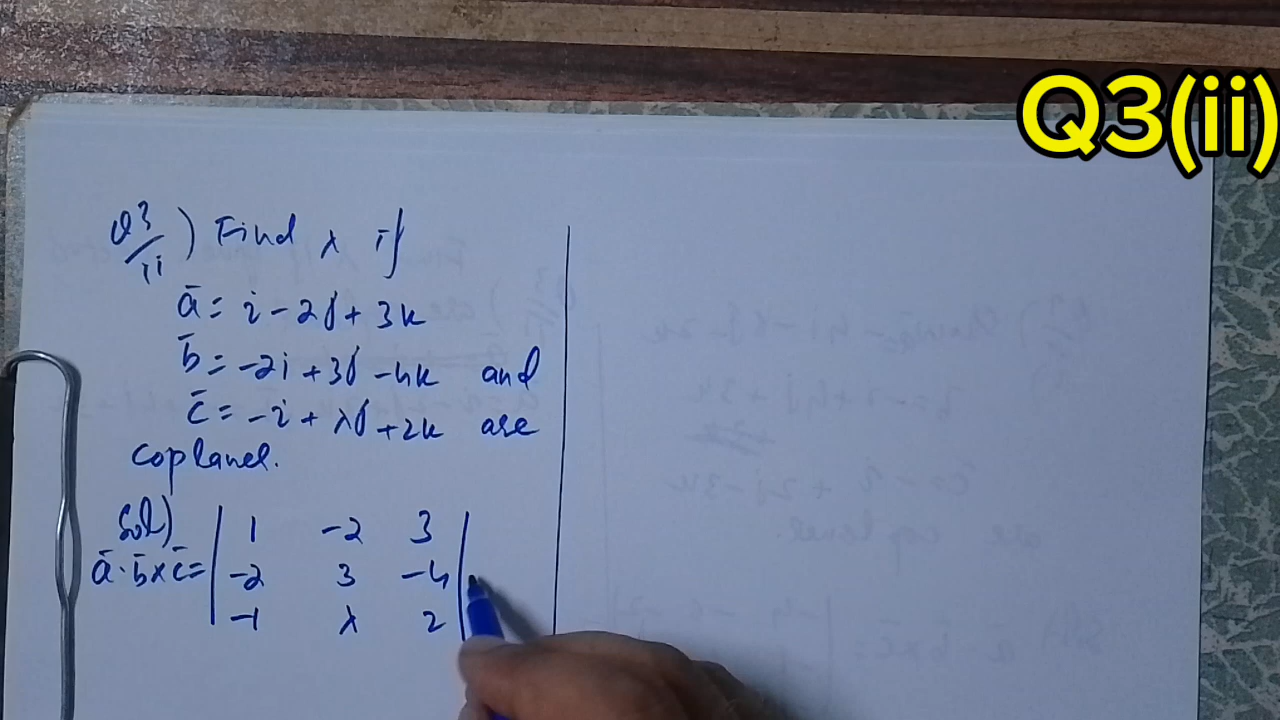 Q3(ii)
Q3/ii) Find λ if
ā = i - 2j + 3k
b̄ = -2i + 3j - 4k and
c̄ = -i + λj + 2k are
coplaner.
Sol)
ā · b̄ × c̄ = | 1 -2 3 |
| -2 3 -4 |
| -1 λ 2 |